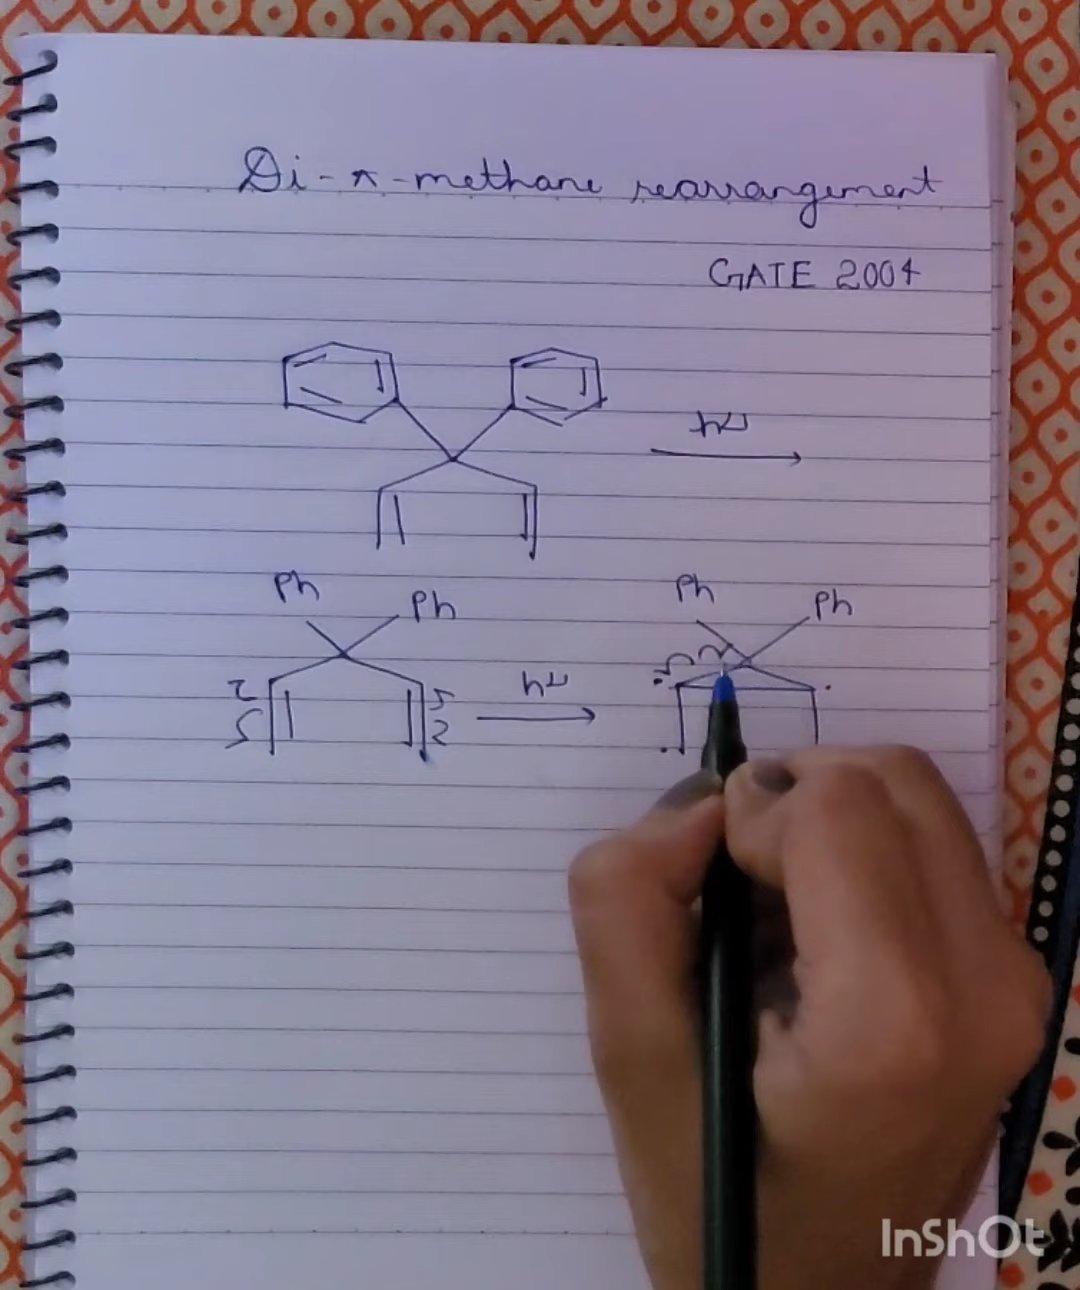 Di-π-methane rearrangement
GATE 2004
hν
Ph Ph
Ph Ph
hν
InShOt